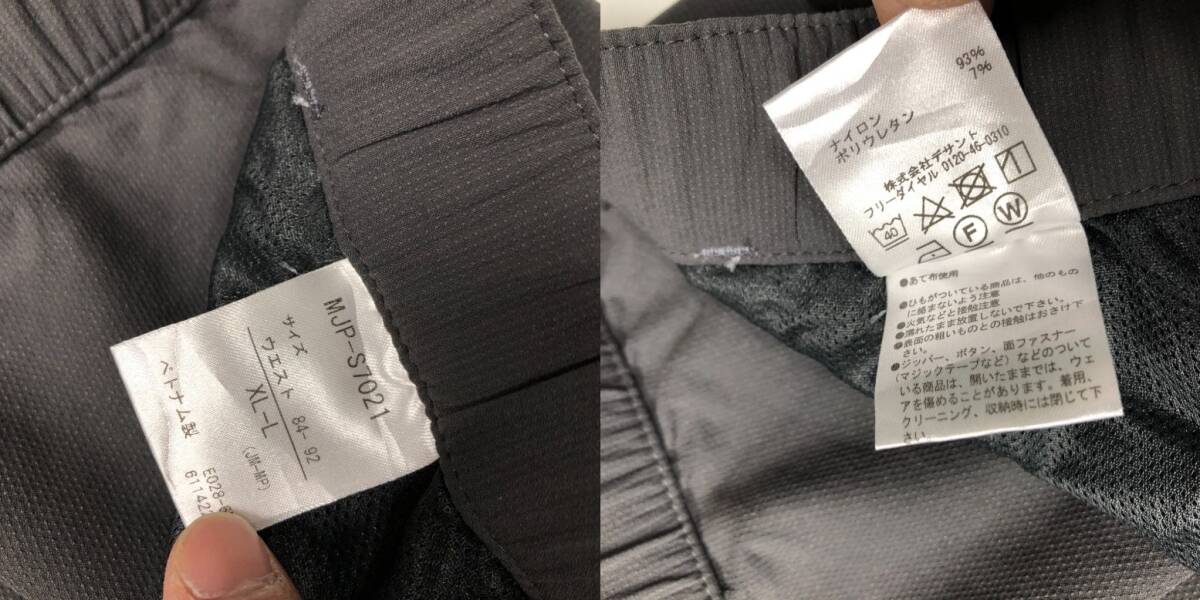 MJP-S7021
サイズ
ウエスト 84-92
XL-L
(JM-MP)
ベトナム製
E028-
61142
93%
7%
ナイロン
ポリウレタン
株式会社デサント
フリーダイヤル 0120-46-0310
40
F W
●あて布使用
●ひもがついている商品は、他のもの
に絡まないよう注意
●火気などと接触注意
●濡れたまま放置しないで下さい。
●表面の粗いものとの接触はおさけ下
さい。
●ジッパー、ボタン、面ファスナー
(マジックテープなど)などのついて
いる商品は、開いたままでは、ウェ
アを傷めることがあります。着用、
クリーニング、収納時には閉じて下
さい。